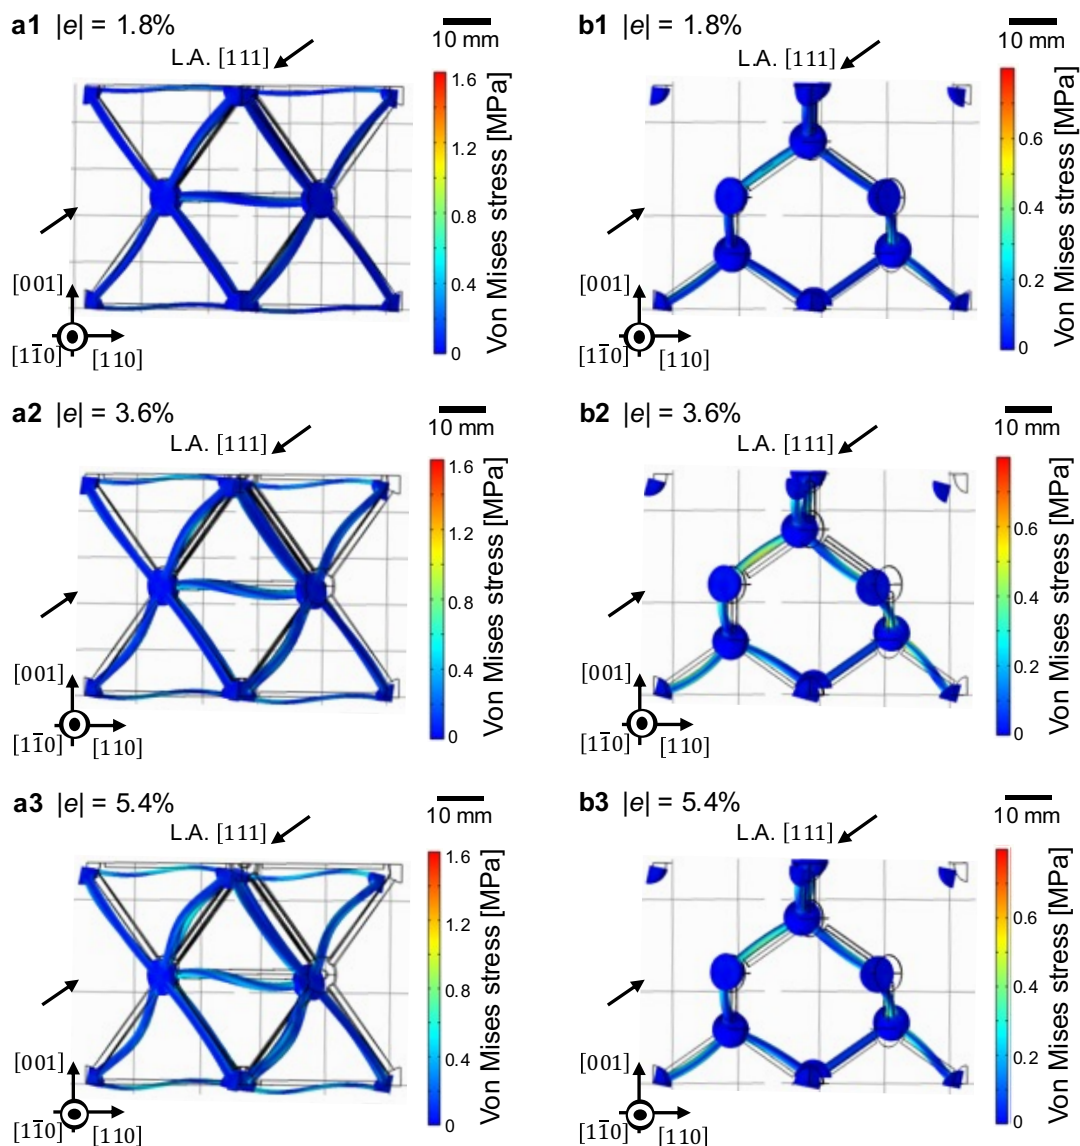 a1 |e| = 1.8%
10 mm
L.A. [111]
1.6
1.2
0.8
0.4
0
Von Mises stress [MPa]
[001]
[11̄0]
[110]
b1 |e| = 1.8%
10 mm
L.A. [111]
0.6
0.4
0.2
0
Von Mises stress [MPa]
[001]
[11̄0]
[110]
a2 |e| = 3.6%
10 mm
L.A. [111]
1.6
1.2
0.8
0.4
0
Von Mises stress [MPa]
[001]
[11̄0]
[110]
b2 |e| = 3.6%
10 mm
L.A. [111]
0.6
0.4
0.2
0
Von Mises stress [MPa]
[001]
[11̄0]
[110]
a3 |e| = 5.4%
10 mm
L.A. [111]
1.6
1.2
0.8
0.4
0
Von Mises stress [MPa]
[001]
[11̄0]
[110]
b3 |e| = 5.4%
10 mm
L.A. [111]
0.6
0.4
0.2
0
Von Mises stress [MPa]
[001]
[11̄0]
[110]